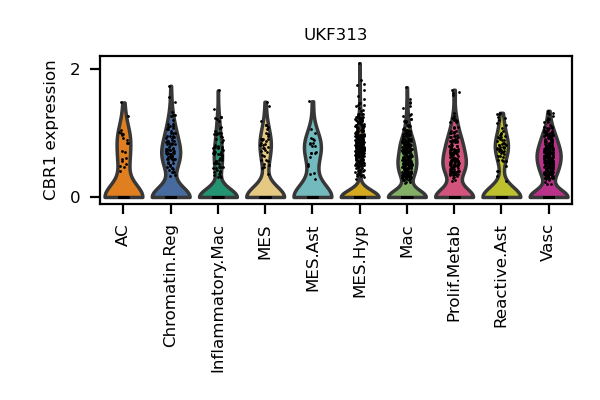 UKF313
CBR1 expression
2
0
AC
Chromatin.Reg
Inflammatory.Mac
MES
MES.Ast
MES.Hyp
Mac
Prolif.Metab
Reactive.Ast
Vasc